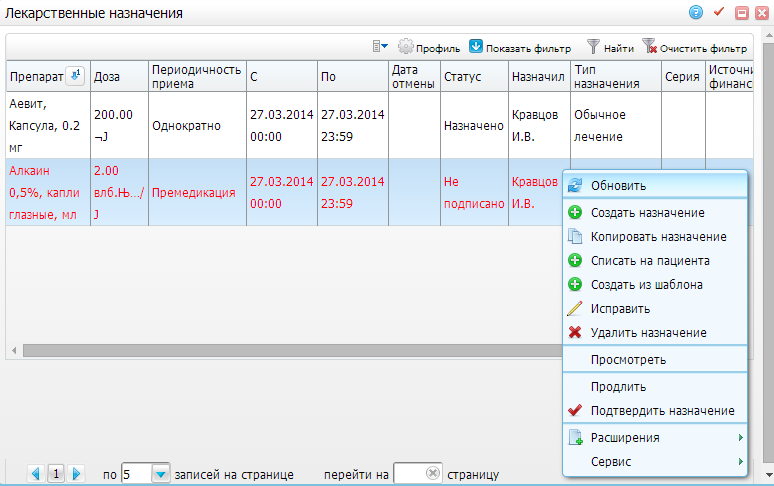 Лекарственные назначения
Профиль Показать фильтр Найти Очистить фильтр
Препарат Доза Периодичность приема С По Дата отмены Статус Назначил Тип назначения Серия Источни финанс
Аевит, Капсула, 0.2 мг 200.00 ¬J Однократно 27.03.2014 00:00 27.03.2014 23:59 Назначено Кравцов И.В. Обычное лечение
Алкаин 0,5%, капли глазные, мл 2.00 влб.Њ.../J Премедикация 27.03.2014 00:00 27.03.2014 23:59 Не подписано Кравцов И.В.
Обновить
Создать назначение
Копировать назначение
Списать на пациента
Создать из шаблона
Исправить
Удалить назначение
Просмотреть
Продлить
Подтвердить назначение
Расширения
Сервис
1 по 5 записей на странице перейти на страницу